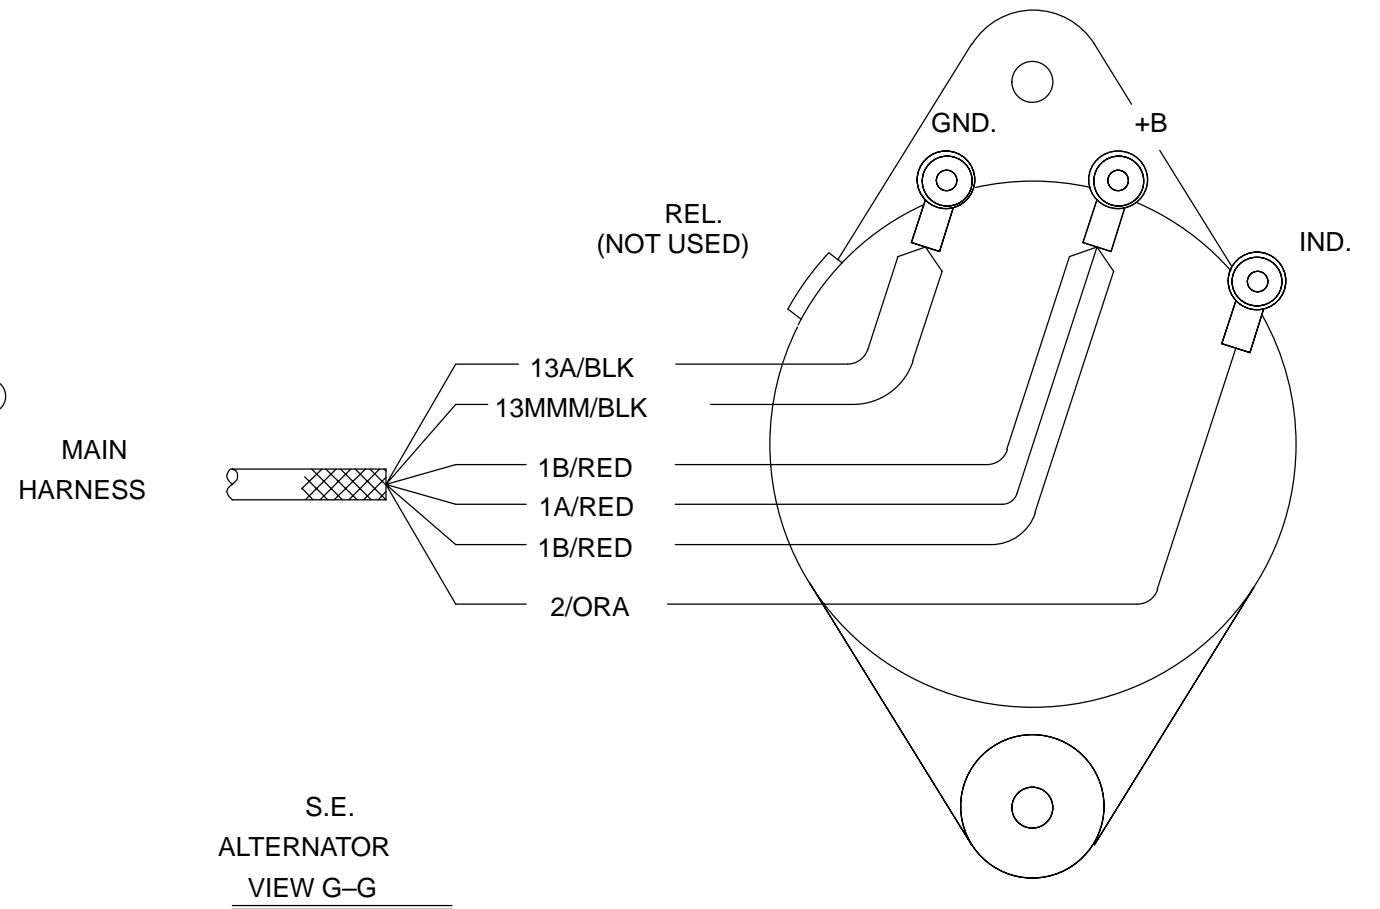 GND.
+B
REL.
(NOT USED)
IND.
13A/BLK
13MMM/BLK
MAIN
HARNESS
1B/RED
1A/RED
1B/RED
2/ORA
S.E.
ALTERNATOR
VIEW G–G